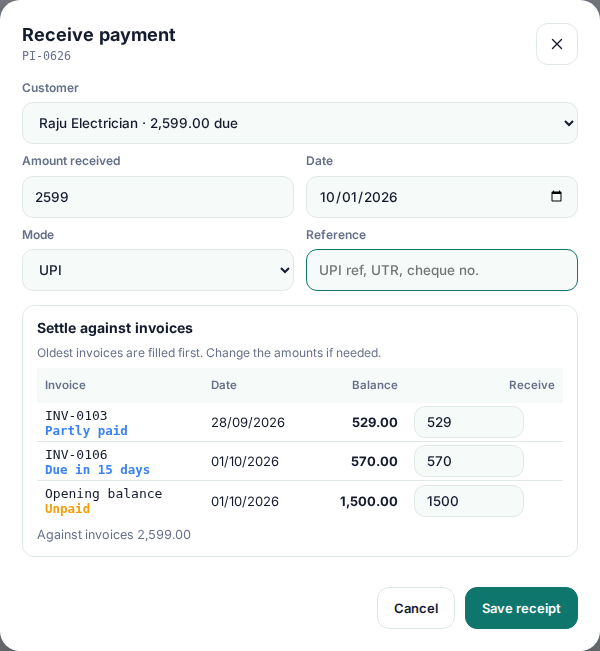 Receive payment
PI-0626
Customer
Raju Electrician · 2,599.00 due
Amount received Date
2599 10/01/2026
Mode Reference
UPI UPI ref, UTR, cheque no.
Settle against invoices
Oldest invoices are filled first. Change the amounts if needed.
Invoice Date Balance Receive
INV-0103 28/09/2026 529.00 529
Partly paid
INV-0106 01/10/2026 570.00 570
Due in 15 days
Opening balance 01/10/2026 1,500.00 1500
Unpaid
Against invoices 2,599.00
Cancel Save receipt